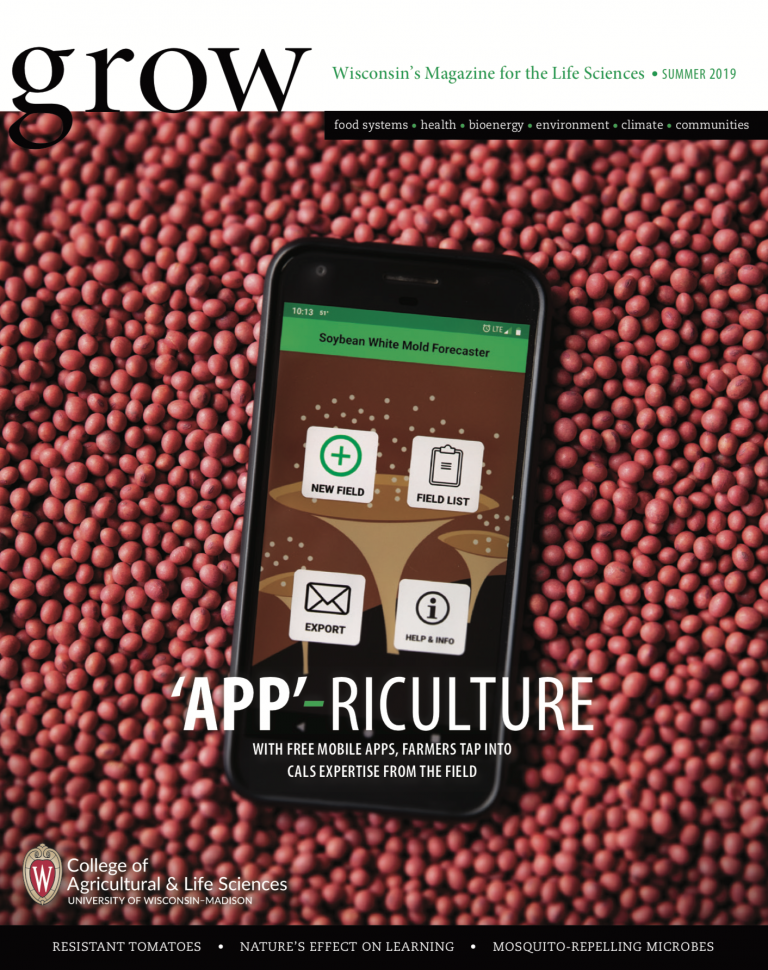 grow
Wisconsin's Magazine for the Life Sciences • SUMMER 2019
food systems • health • bioenergy • environment • climate • communities
10:13 81°
LTE
Soybean White Mold Forecaster
NEW FIELD
FIELD LIST
EXPORT
HELP & INFO
'APP'-RICULTURE
WITH FREE MOBILE APPS, FARMERS TAP INTO
CALS EXPERTISE FROM THE FIELD
W
College of
Agricultural & Life Sciences
UNIVERSITY OF WISCONSIN–MADISON
RESISTANT TOMATOES • NATURE'S EFFECT ON LEARNING • MOSQUITO-REPELLING MICROBES